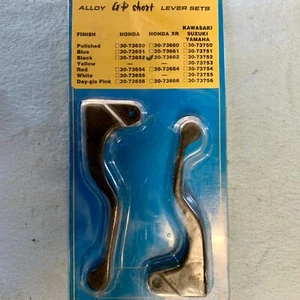 ALLOY GP short LEVER SETS
FINISH HONDA HONDA XR KAWASAKI SUZUKI YAMAHA
Polished 30-73650 30-73660 30-73750
Blue 30-73651 30-73661 30-73751
Black 30-73652 30-73662 30-73752
Yellow — — 30-73753
Red 30-73654 30-73664 30-73754
White 30-73655 — 30-73755
Day-glo Pink 30-73656 30-73666 30-73756